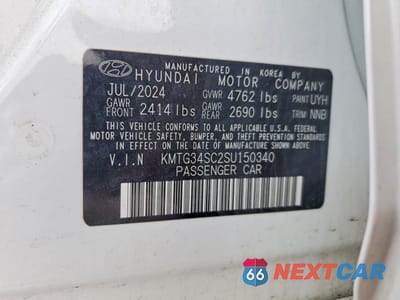 MANUFACTURED IN KOREA BY
HYUNDAI MOTOR COMPANY
JUL/2024 GVWR 4762 lbs PAINT UYH
GAWR FRT 2414 lbs GAWR RR 2690 lbs TRIM NNB
THIS VEHICLE CONFORMS TO ALL APPLICABLE U.S.A. FEDERAL
MOTOR VEHICLE SAFETY, BUMPER, AND THEFT PREVENTION
STANDARDS IN EFFECT ON THE DATE OF MANUFACTURE SHOWN ABOVE.
V.I.N KMTG34SC2SU150340
PASSENGER CAR
66 NEXTCAR